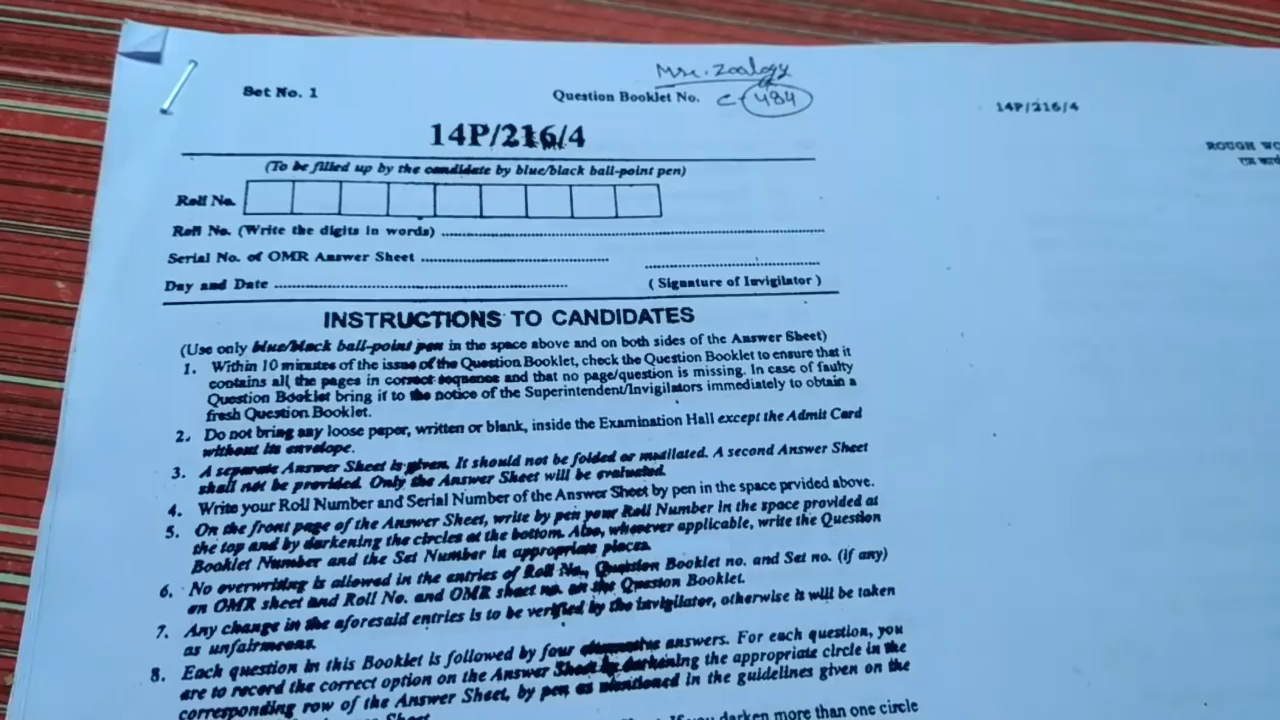 Msc. Zoology
Set No. 1
Question Booklet No. C-484
14P/216/4
(To be filled up by the candidate by blue/black ball-point pen)
Roll No.
Roll No. (Write the digits in words)
Serial No. of OMR Answer Sheet
Day and Date
( Signature of Invigilator )
INSTRUCTIONS TO CANDIDATES
(Use only blue/black ball-point pen in the space above and on both sides of the Answer Sheet)
1. Within 10 minutes of the issue of the Question Booklet, check the Question Booklet to ensure that it
contains all the pages in correct sequence and that no page/question is missing. In case of faulty
Question Booklet bring it to the notice of the Superintendent/Invigilators immediately to obtain a
fresh Question Booklet.
2. Do not bring any loose paper, written or blank, inside the Examination Hall except the Admit Card
without its envelope.
3. A separate Answer Sheet is given. It should not be folded or mutilated. A second Answer Sheet
shall not be provided. Only the Answer Sheet will be evaluated.
4. Write your Roll Number and Serial Number of the Answer Sheet by pen in the space prvided above.
5. On the front page of the Answer Sheet, write by pen your Roll Number in the space provided at
the top and by darkening the circles at the bottom. Also, wherever applicable, write the Question
Booklet Number and the Set Number in appropriate places.
6. No overwriting is allowed in the entries of Roll No., Question Booklet no. and Set no. (if any)
on OMR sheet and Roll No. and OMR sheet no. on the Queston Booklet.
7. Any change in the aforesaid entries is to be verified by the invigilator, otherwise it will be taken
as unfairmeans.
8. Each question in this Booklet is followed by four alternative answers. For each question, you
are to record the correct option on the Answer Sheet by darkening the appropriate circle in the
corresponding row of the Answer Sheet, by pen as mentioned in the guidelines given on the
Sheet.
darken more than one circle
14P/216/4
ROUGH